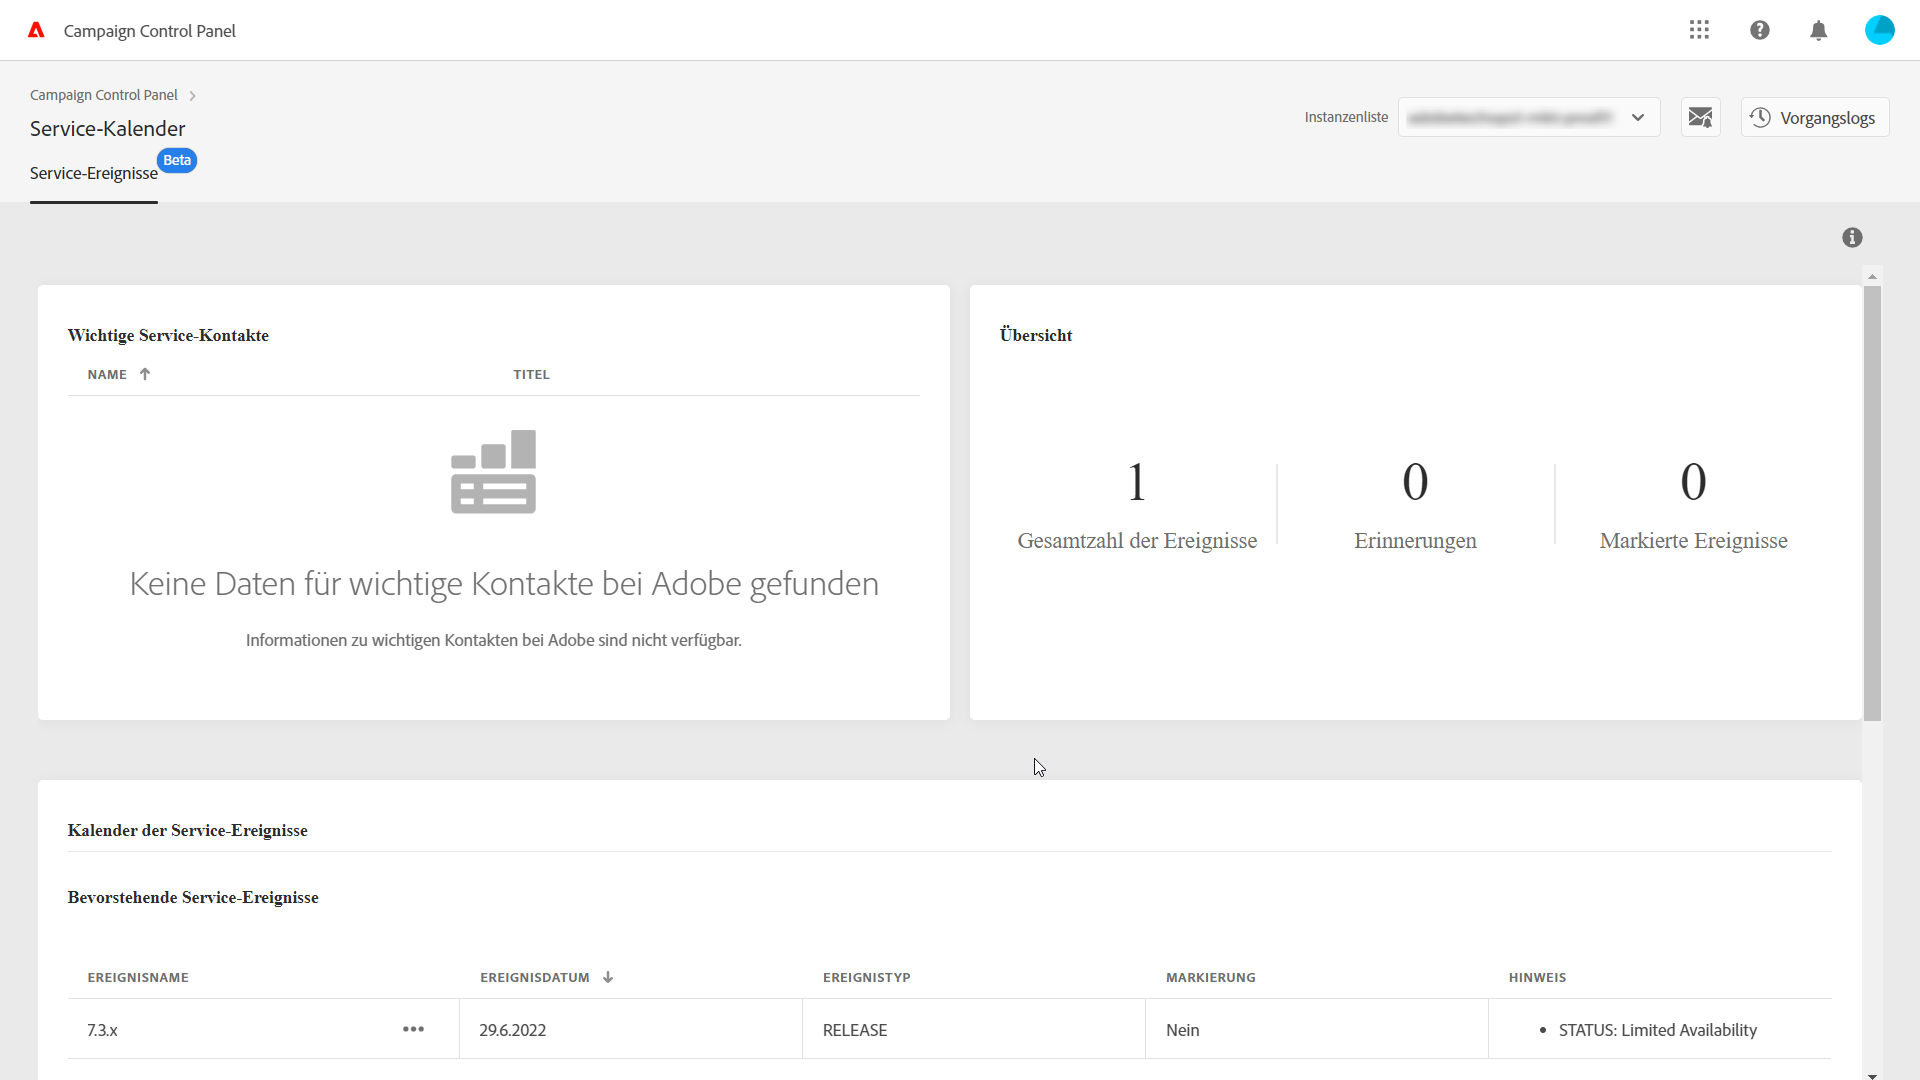 Campaign Control Panel
Campaign Control Panel
Service-Kalender
Service-Ereignisse
Beta
Instanzenliste
Vorgangslogs
Wichtige Service-Kontakte
NAME
TITEL
Keine Daten für wichtige Kontakte bei Adobe gefunden
Informationen zu wichtigen Kontakten bei Adobe sind nicht verfügbar.
Übersicht
1
Gesamtzahl der Ereignisse
0
Erinnerungen
0
Markierte Ereignisse
Kalender der Service-Ereignisse
Bevorstehende Service-Ereignisse
EREIGNISNAME EREIGNISDATUM EREIGNISTYP MARKIERUNG HINWEIS
7.3.x ••• 29.6.2022 RELEASE Nein • STATUS: Limited Availability